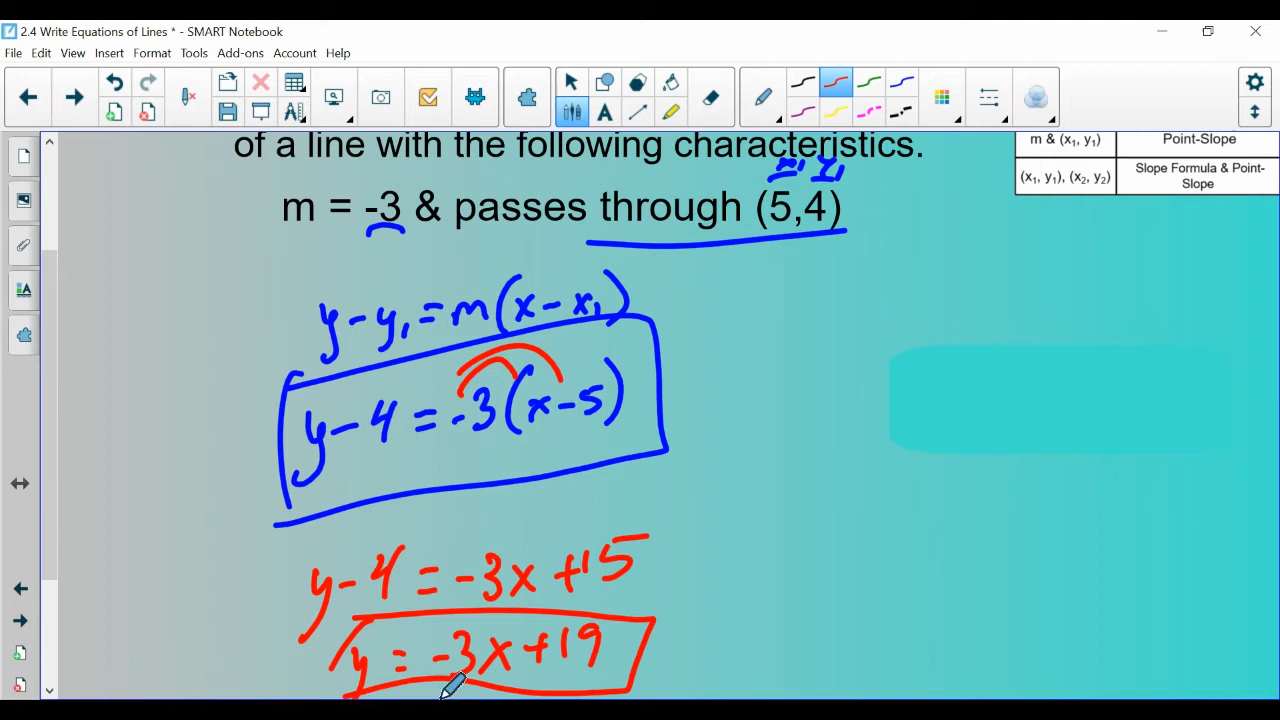 2.4 Write Equations of Lines * - SMART Notebook
File Edit View Insert Format Tools Add-ons Account Help
of a line with the following characteristics.
m & (x₁, y₁) Point-Slope
(x₁, y₁), (x₂, y₂) Slope Formula & Point-
Slope
x₁ y₁
m = -3 & passes through (5,4)
y - y₁ = m(x - x₁)
y - 4 = -3(x - 5)
y - 4 = -3x + 15
y = -3x + 19